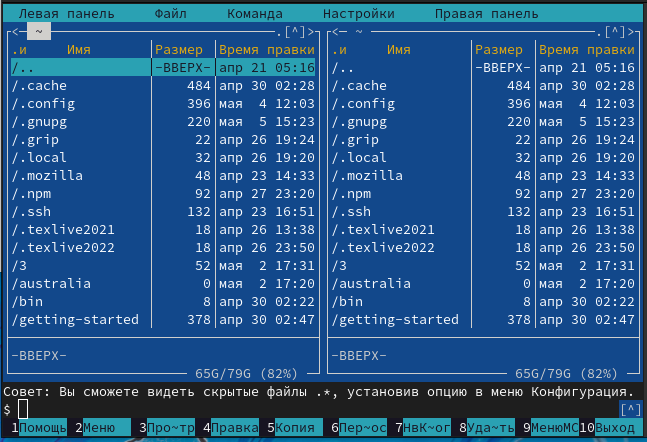 Левая панель Файл Команда Настройки Правая панель
<─ ~ .[^]> <─ ~ .[^]>
.и Имя Размер Время правки .и Имя Размер Время правки
/.. -ВВЕРХ- апр 21 05:16 /.. -ВВЕРХ- апр 21 05:16
/.cache 484 апр 30 02:28 /.cache 484 апр 30 02:28
/.config 396 мая 4 12:03 /.config 396 мая 4 12:03
/.gnupg 220 мая 5 15:23 /.gnupg 220 мая 5 15:23
/.grip 22 апр 26 19:24 /.grip 22 апр 26 19:24
/.local 32 апр 26 19:20 /.local 32 апр 26 19:20
/.mozilla 48 апр 23 14:33 /.mozilla 48 апр 23 14:33
/.npm 92 апр 27 23:20 /.npm 92 апр 27 23:20
/.ssh 132 апр 23 16:51 /.ssh 132 апр 23 16:51
/.texlive2021 18 апр 26 13:38 /.texlive2021 18 апр 26 13:38
/.texlive2022 18 апр 26 23:50 /.texlive2022 18 апр 26 23:50
/3 52 мая 2 17:31 /3 52 мая 2 17:31
/australia 0 мая 2 17:20 /australia 0 мая 2 17:20
/bin 8 апр 30 02:22 /bin 8 апр 30 02:22
/getting-started 378 апр 30 02:47 /getting-started 378 апр 30 02:47
-ВВЕРХ- -ВВЕРХ-
65G/79G (82%) 65G/79G (82%)
Совет: Вы сможете видеть скрытые файлы .*, установив опцию в меню Конфигурация.
$ [^]
1Помощь 2Меню 3Про~тр 4Правка 5Копия 6Пер~ос 7НвК~ог 8Уда~ть 9МенюMC10Выход